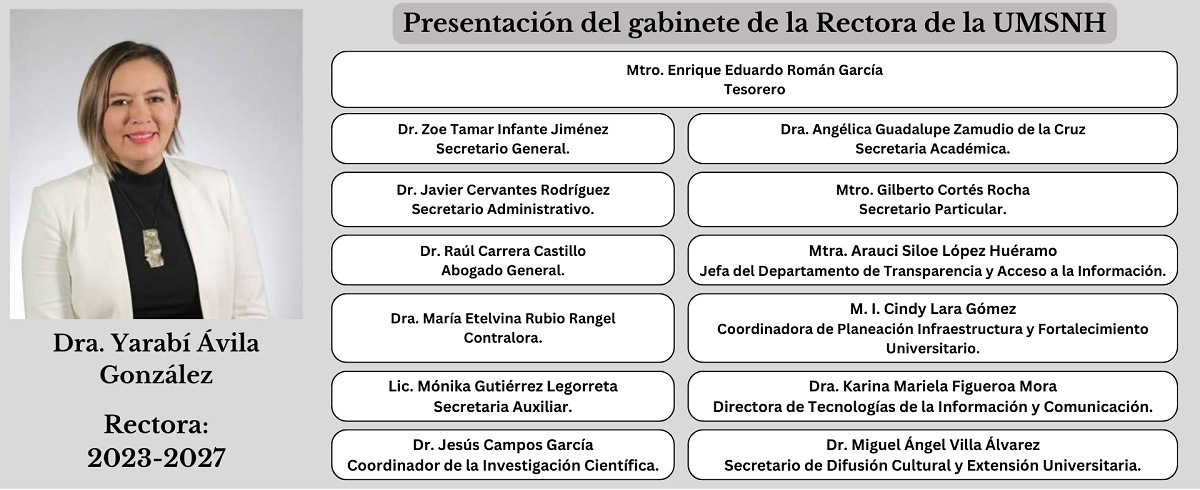 Presentación del gabinete de la Rectora de la UMSNH
Mtro. Enrique Eduardo Román García
Tesorero
Dr. Zoe Tamar Infante Jiménez
Secretario General.
Dra. Angélica Guadalupe Zamudio de la Cruz
Secretaria Académica.
Dr. Javier Cervantes Rodríguez
Secretario Administrativo.
Mtro. Gilberto Cortés Rocha
Secretario Particular.
Dr. Raúl Carrera Castillo
Abogado General.
Mtra. Arauci Siloe López Huéramo
Jefa del Departamento de Transparencia y Acceso a la Información.
Dra. María Etelvina Rubio Rangel
Contralora.
M. I. Cindy Lara Gómez
Coordinadora de Planeación Infraestructura y Fortalecimiento
Universitario.
Lic. Mónika Gutiérrez Legorreta
Secretaria Auxiliar.
Dra. Karina Mariela Figueroa Mora
Directora de Tecnologías de la Información y Comunicación.
Dr. Jesús Campos García
Coordinador de la Investigación Científica.
Dr. Miguel Ángel Villa Álvarez
Secretario de Difusión Cultural y Extensión Universitaria.
Dra. Yarabí Ávila
González
Rectora:
2023-2027